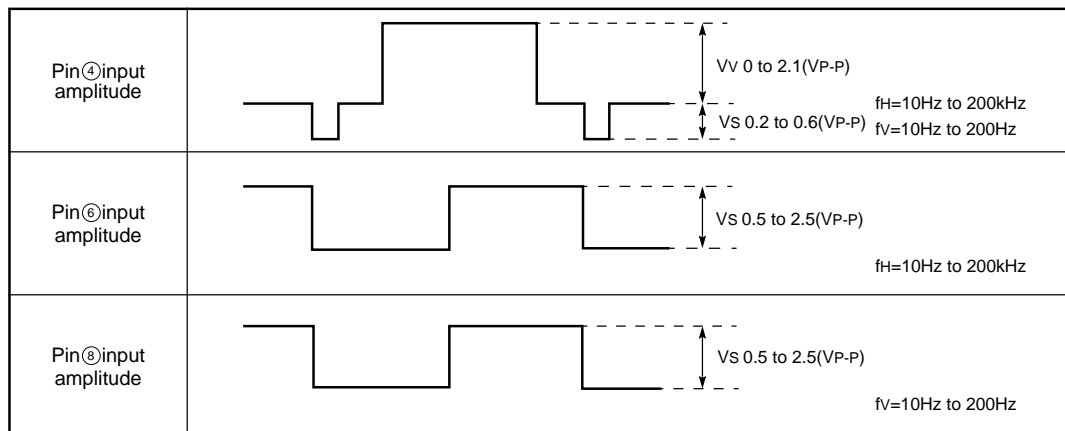 Pin④input
amplitude
VV 0 to 2.1(VP-P)
VS 0.2 to 0.6(VP-P)
fH=10Hz to 200kHz
fV=10Hz to 200Hz
Pin⑥input
amplitude
VS 0.5 to 2.5(VP-P)
fH=10Hz to 200kHz
Pin⑧input
amplitude
VS 0.5 to 2.5(VP-P)
fV=10Hz to 200Hz